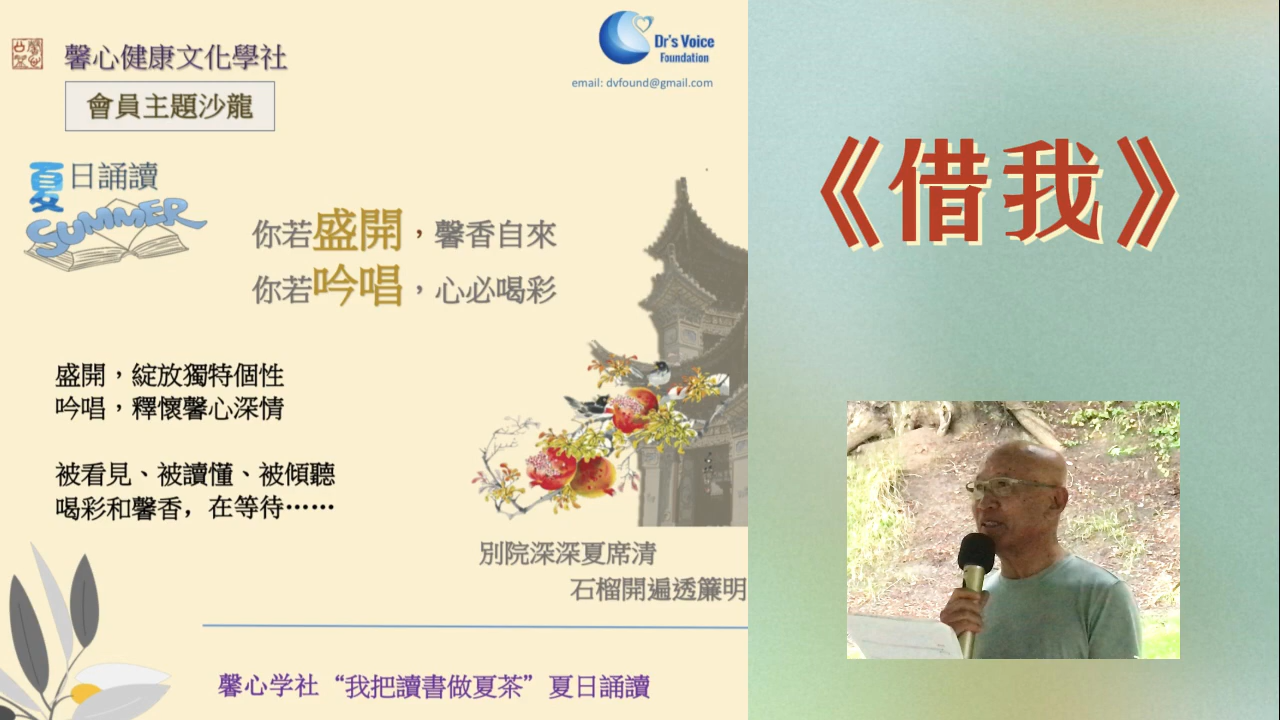 馨心健康文化學社
會員主題沙龍
Dr's Voice
Foundation
email: dvfound@gmail.com
夏日誦讀
SUMMER
你若盛開，馨香自來
你若吟唱，心必喝彩
盛開，綻放獨特個性
吟唱，釋懷馨心深情
被看見、被讀懂、被傾聽
喝彩和馨香，在等待……
別院深深夏席清
石榴開遍透簾明
馨心学社“我把讀書做夏茶”夏日誦讀
《借我》